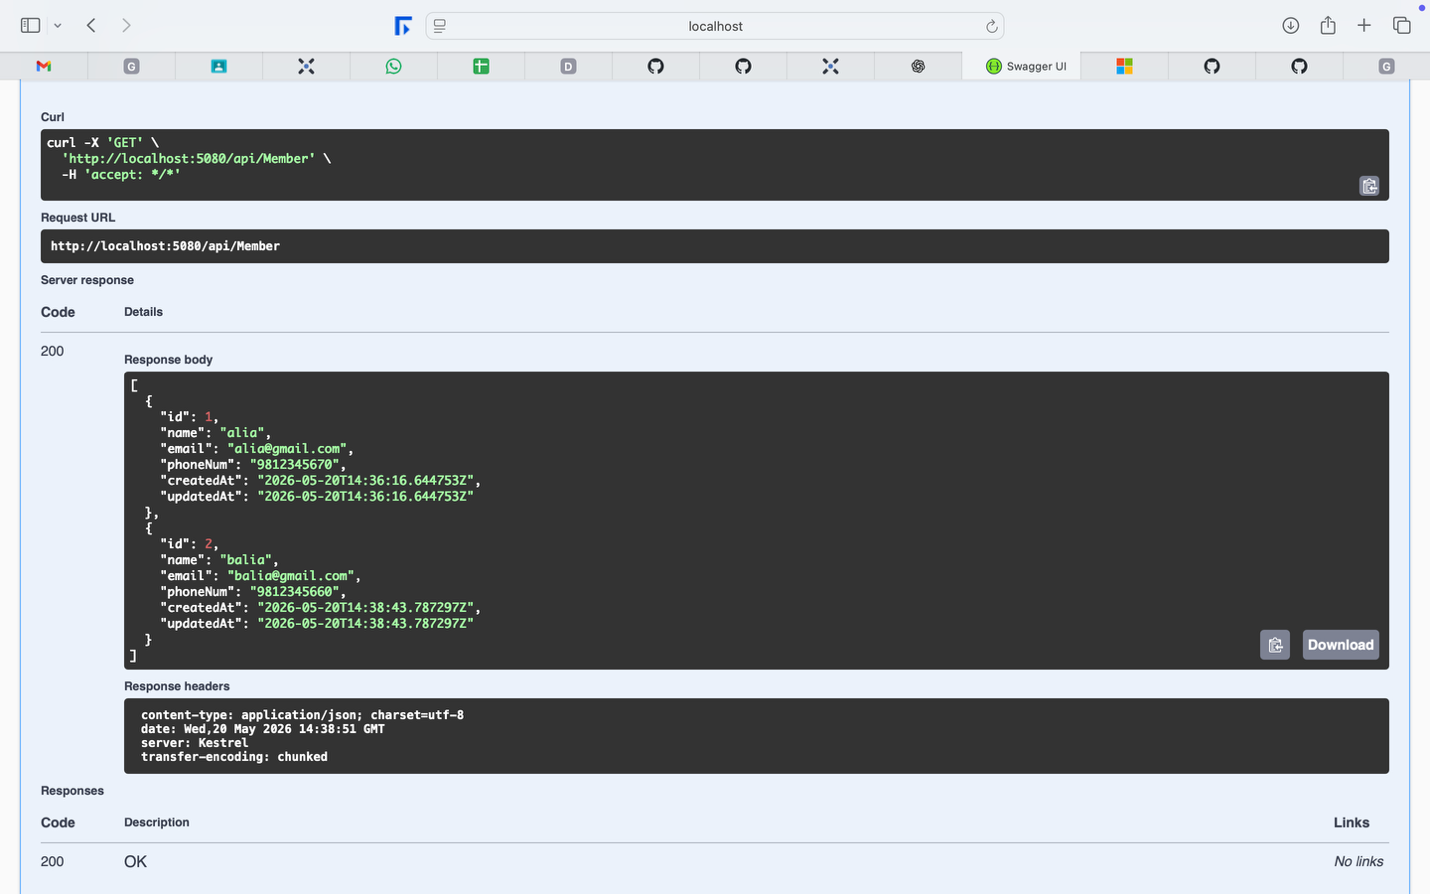 localhost
G
D
Swagger UI
G
Curl
curl -X 'GET' \
'http://localhost:5080/api/Member' \
-H 'accept: */*'
Request URL
http://localhost:5080/api/Member
Server response
Code Details
200
Response body
[
{
"id": 1,
"name": "alia",
"email": "alia@gmail.com",
"phoneNum": "9812345670",
"createdAt": "2026-05-20T14:36:16.644753Z",
"updatedAt": "2026-05-20T14:36:16.644753Z"
},
{
"id": 2,
"name": "balia",
"email": "balia@gmail.com",
"phoneNum": "9812345660",
"createdAt": "2026-05-20T14:38:43.787297Z",
"updatedAt": "2026-05-20T14:38:43.787297Z"
}
]
Download
Response headers
content-type: application/json; charset=utf-8
date: Wed,20 May 2026 14:38:51 GMT
server: Kestrel
transfer-encoding: chunked
Responses
Code Description Links
200 OK No links